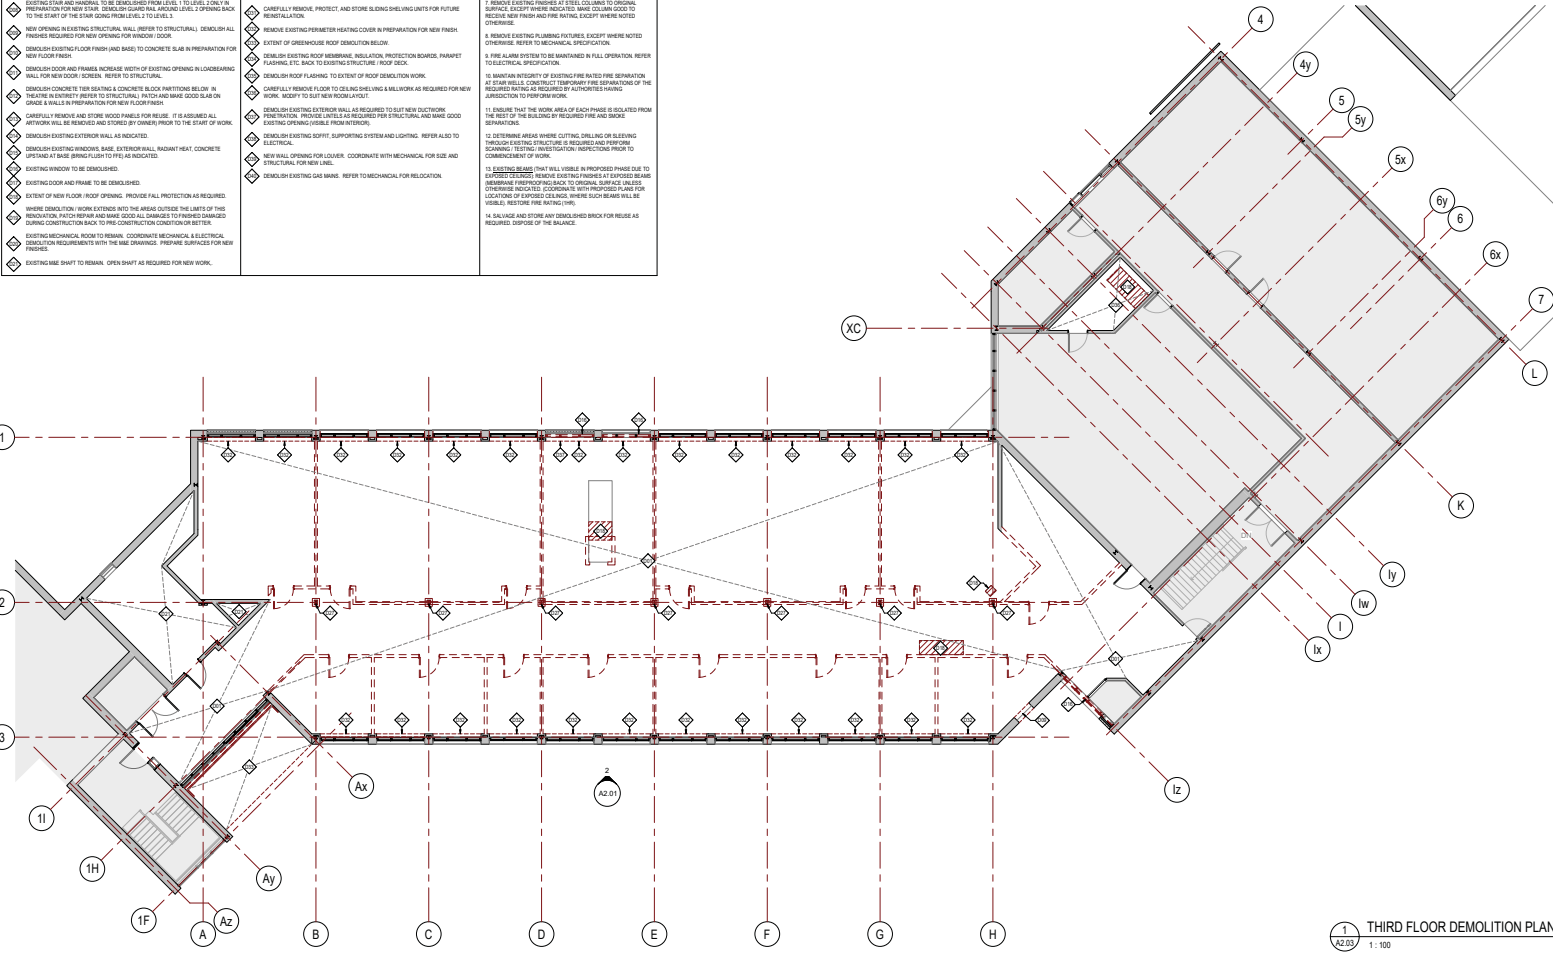 D08 EXISTING STAIR AND HANDRAIL TO BE DEMOLISHED FROM LEVEL 1 TO LEVEL 2 ONLY IN
PREPARATION FOR NEW STAIR. DEMOLISH GUARD RAIL AROUND LEVEL 2 OPENING BACK
TO THE START OF THE STAIR GOING FROM LEVEL 2 TO LEVEL 3.
D09 NEW OPENING IN EXISTING STRUCTURAL WALL (REFER TO STRUCTURAL). DEMOLISH ALL
FINISHES REQUIRED FOR NEW OPENING FOR WINDOW / DOOR.
D10 DEMOLISH EXISTING FLOOR FINISH (AND BASE) TO CONCRETE SLAB IN PREPARATION FOR
NEW FLOOR FINISH.
D11 DEMOLISH DOOR AND FRAME& INCREASE WIDTH OF EXISTING OPENING IN LOADBEARING
WALL FOR NEW DOOR / SCREEN. REFER TO STRUCTURAL.
D12 DEMOLISH CONCRETE TIER SEATING & CONCRETE BLOCK PARTITIONS BELOW IN
THEATRE IN ENTIRETY (REFER TO STRUCTURAL) PATCH AND MAKE GOOD SLAB ON
GRADE & WALLS IN PREPARATION FOR NEW FLOOR FINISH.
D13 CAREFULLY REMOVE AND STORE WOOD PANELS FOR REUSE. IT IS ASSUMED ALL
ARTWORK WILL BE REMOVED AND STORED (BY OWNER) PRIOR TO THE START OF WORK.
D14 DEMOLISH EXISTING EXTERIOR WALL AS INDICATED.
D15 DEMOLISH EXISTING WINDOWS, BASE, EXTERIOR WALL, RADIANT HEAT, CONCRETE
UPSTAND AT BASE (BRING FLUSH TO FFE) AS INDICATED.
D16 EXISTING WINDOW TO BE DEMOLISHED.
D17 EXISTING DOOR AND FRAME TO BE DEMOLISHED.
D18 EXTENT OF NEW FLOOR / ROOF OPENING. PROVIDE FALL PROTECTION AS REQUIRED.
D19 WHERE DEMOLITION / WORK EXTENDS INTO THE AREAS OUTSIDE THE LIMITS OF THIS
RENOVATION, PATCH REPAIR AND MAKE GOOD ALL DAMAGES TO FINISHED DAMAGED
DURING CONSTRUCTION BACK TO PRE-CONSTRUCTION CONDITION OR BETTER.
D20 EXISTING MECHANICAL ROOM TO REMAIN. COORDINATE MECHANICAL & ELECTRICAL
DEMOLITION REQUIREMENTS WITH THE M&E DRAWINGS. PREPARE SURFACES FOR NEW
FINISHES.
D21 EXISTING M&E SHAFT TO REMAIN. OPEN SHAFT AS REQUIRED FOR NEW WORK.
D31 CAREFULLY REMOVE, PROTECT, AND STORE SLIDING SHELVING UNITS FOR FUTURE
REINSTALLATION.
D32 REMOVE EXISTING PERIMETER HEATING COVER IN PREPARATION FOR NEW FINISH.
D33 EXTENT OF GREENHOUSE ROOF DEMOLITION BELOW.
D34 DEMLISH EXISTING ROOF MEMBRANE, INSULATION, PROTECTION BOARDS, PARAPET
FLASHING, ETC. BACK TO EXISTING STRUCTURE / ROOF DECK.
D35 DEMOLISH ROOF FLASHING TO EXTENT OF ROOF DEMOLITION WORK.
D36 CAREFULLY REMOVE FLOOR TO CEILING SHELVING & MILLWORK AS REQUIRED FOR NEW
WORK. MODIFY TO SUIT NEW ROOM LAYOUT.
D37 DEMOLISH EXISTING EXTERIOR WALL AS REQUIRED TO SUIT NEW DUCTWORK
PENETRATION. PROVIDE LINTELS AS REQUIRED PER STRUCTURAL AND MAKE GOOD
EXISTING OPENING (VISIBLE FROM INTERIOR).
D38 DEMOLISH EXISTING SOFFIT, SUPPORTING SYSTEM AND LIGHTING. REFER ALSO TO
ELECTRICAL.
D39 NEW WALL OPENING FOR LOUVER. COORDINATE WITH MECHANICAL FOR SIZE AND
STRUCTURAL FOR NEW LINEL.
D40 DEMOLISH EXISTING GAS MAINS. REFER TO MECHANICAL FOR RELOCATION.
7. REMOVE EXISTING FINISHES AT STEEL COLUMNS TO ORIGINAL
SURFACE, EXCEPT WHERE INDICATED. MAKE COLUMN GOOD TO
RECEIVE NEW FINISH AND FIRE RATING, EXCEPT WHERE NOTED
OTHERWISE.
8. REMOVE EXISTING PLUMBING FIXTURES, EXCEPT WHERE NOTED
OTHERWISE. REFER TO MECHANICAL SPECIFICATION.
9. FIRE ALARM SYSTEM TO BE MAINTAINED IN FULL OPERATION. REFER
TO ELECTRICAL SPECIFICATION.
10. MAINTAIN INTEGRITY OF EXISTING FIRE RATED FIRE SEPARATION
AT STAIR WELLS. CONSTRUCT TEMPORARY FIRE SEPARATIONS OF THE
REQUIRED RATING AS REQUIRED BY AUTHORITIES HAVING
JURISDICTION TO PERFORM WORK.
11. ENSURE THAT THE WORK AREA OF EACH PHASE IS ISOLATED FROM
THE REST OF THE BUILDING BY REQUIRED FIRE AND SMOKE
SEPARATIONS.
12. DETERMINE AREAS WHERE CUTTING, DRILLING OR SLEEVING
THROUGH EXISTING STRUCTURE IS REQUIRED AND PERFORM
SCANNING / TESTING / INVESTIGATION / INSPECTIONS PRIOR TO
COMMENCEMENT OF WORK.
13. EXISTING BEAMS (THAT WILL VISIBLE IN PROPOSED PHASE DUE TO
EXPOSED CEILINGS) REMOVE EXISTING FINISHES AT EXPOSED BEAMS
(MEMBRANE FIREPROOFING) BACK TO ORIGINAL SURFACE UNLESS
OTHERWISE INDICATED. (COORDINATE WITH PROPOSED PLANS FOR
LOCATIONS OF EXPOSED CEILINGS, WHERE SUCH BEAMS WILL BE
VISIBLE). RESTORE FIRE RATING (1HR).
14. SALVAGE AND STORE ANY DEMOLISHED BRICK FOR REUSE AS
REQUIRED. DISPOSE OF THE BALANCE.
4
4y
5
5y
5x
6y
6
6x
7
XC
L
K
Iy
Iw
I
Ix
Iz
1
2
3
1I
1H
1F
Az
Ay
Ax
A
B
C
D
E
F
G
H
2
A2.01
1
A2.03
THIRD FLOOR DEMOLITION PLAN
1 : 100